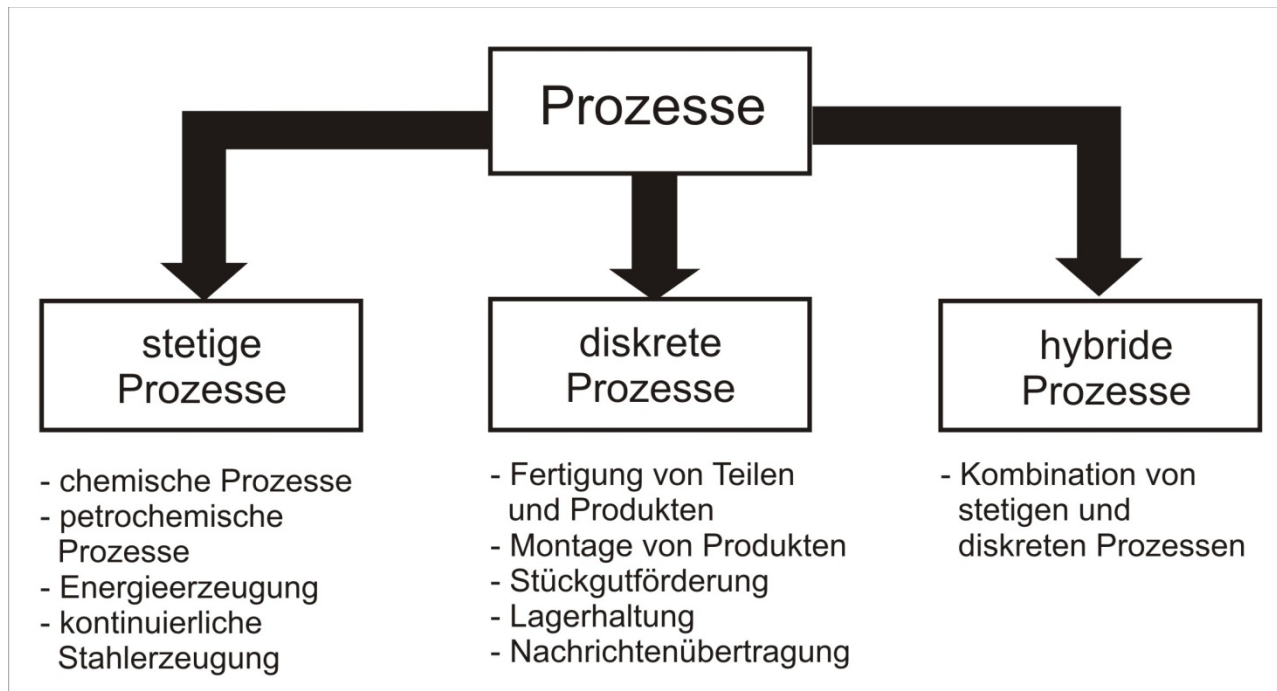 Prozesse
stetige
Prozesse
- chemische Prozesse
- petrochemische
Prozesse
- Energieerzeugung
- kontinuierliche
Stahlerzeugung
diskrete
Prozesse
- Fertigung von Teilen
und Produkten
- Montage von Produkten
- Stückgutförderung
- Lagerhaltung
- Nachrichtenübertragung
hybride
Prozesse
- Kombination von
stetigen und
diskreten Prozessen